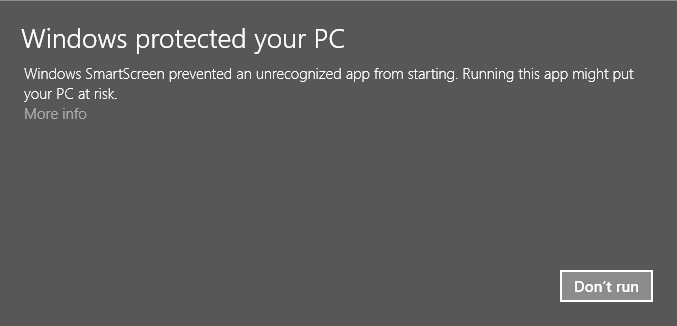 Windows protected your PC
Windows SmartScreen prevented an unrecognized app from starting. Running this app might put
your PC at risk.
More info
Don't run